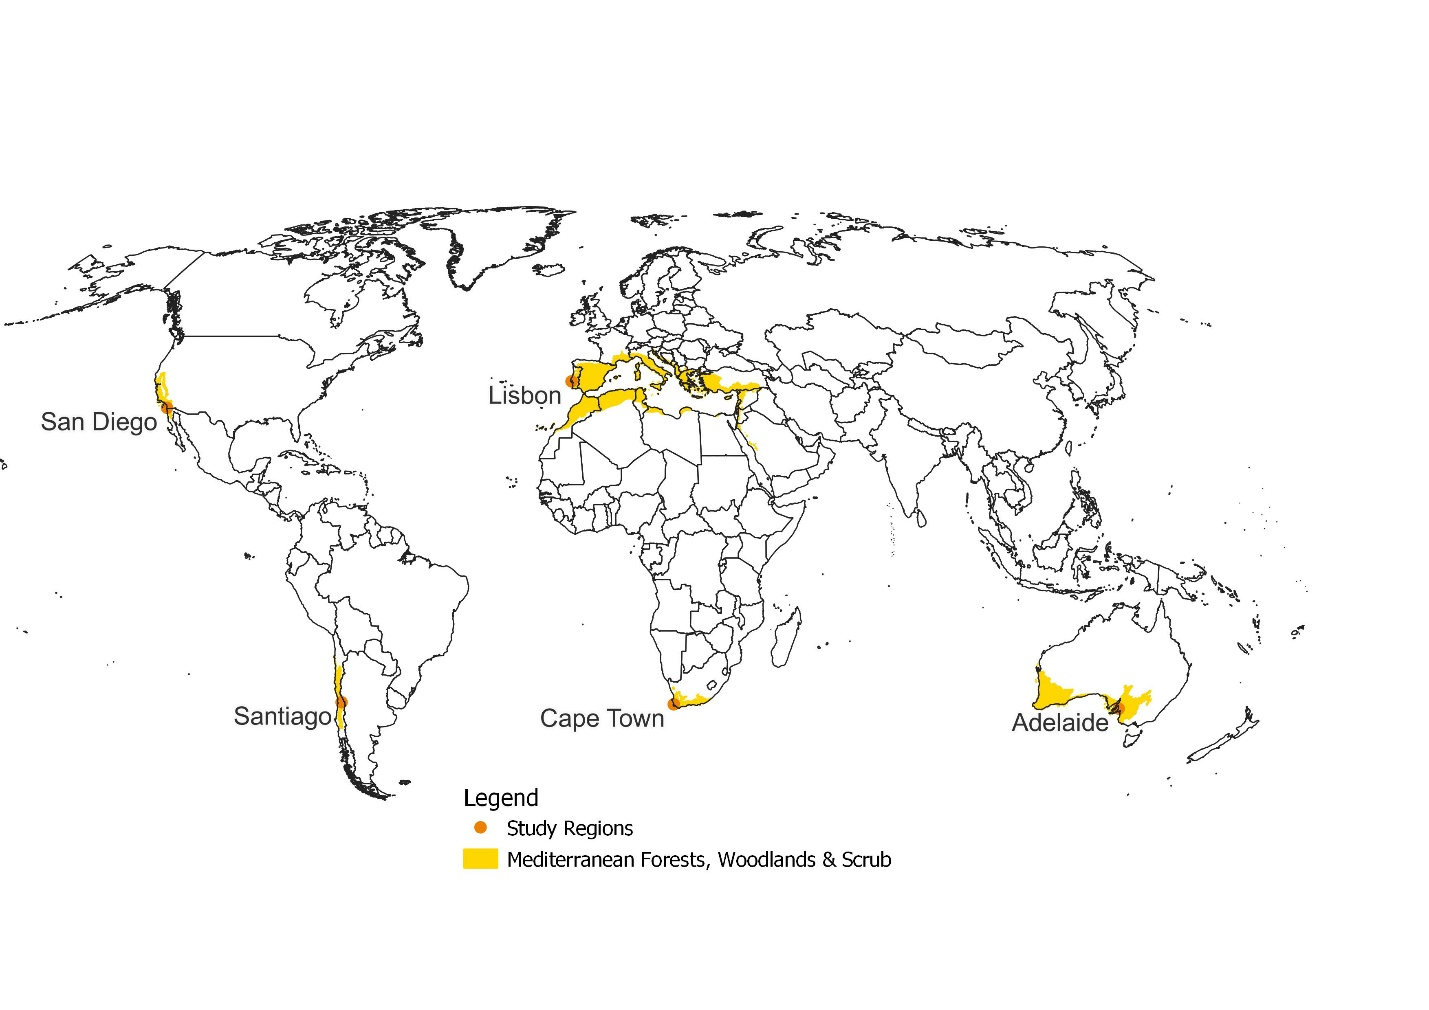 Lisbon
San Diego
Santiago
Cape Town
Adelaide
Legend
Study Regions
Mediterranean Forests, Woodlands & Scrub